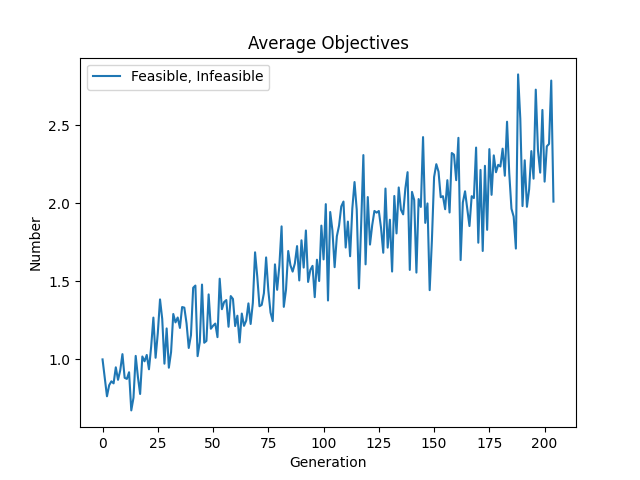 Average Objectives
Feasible, Infeasible
2.5
2.0
1.5
1.0
Number
0 25 50 75 100 125 150 175 200
Generation